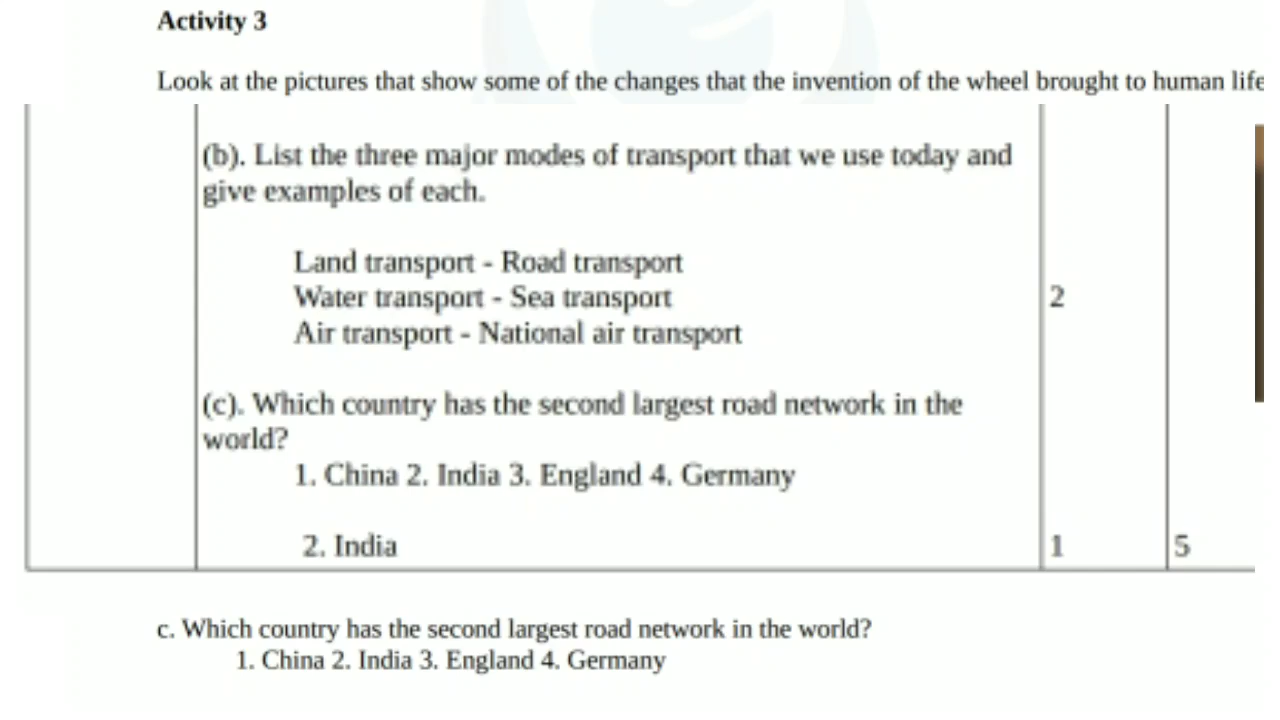 Activity 3
Look at the pictures that show some of the changes that the invention of the wheel brought to human life
(b). List the three major modes of transport that we use today and
give examples of each.
Land transport - Road transport
Water transport - Sea transport
2
Air transport - National air transport
(c). Which country has the second largest road network in the
world?
1. China 2. India 3. England 4. Germany
2. India
1
5
c. Which country has the second largest road network in the world?
1. China 2. India 3. England 4. Germany